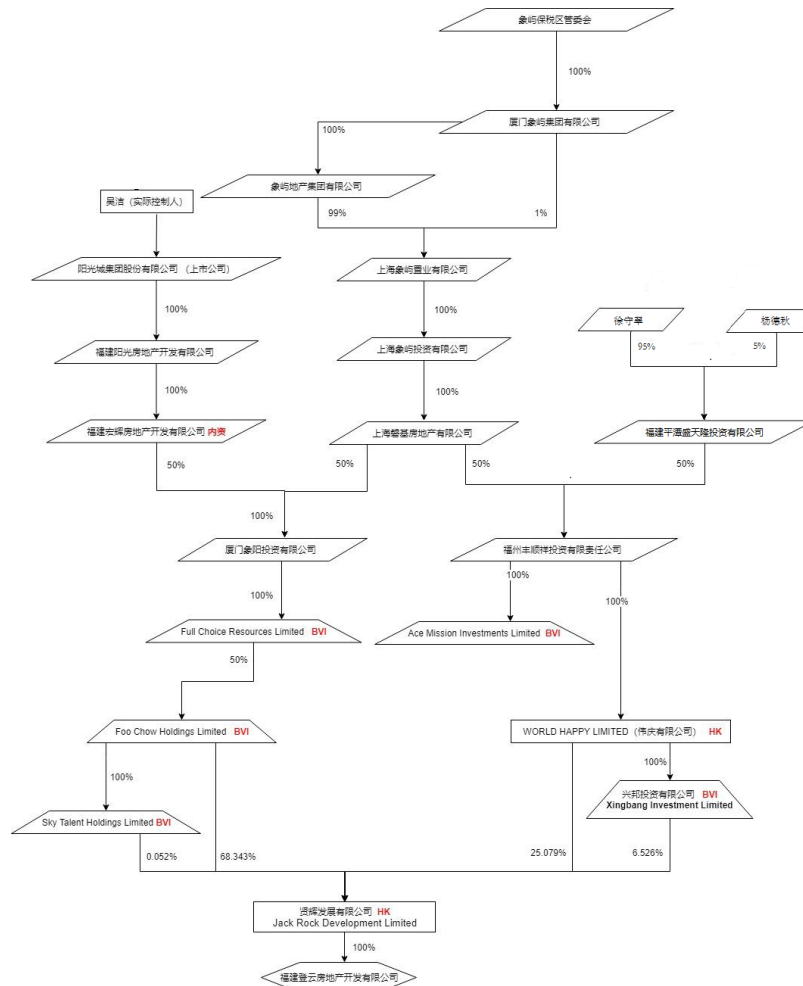 象屿保税区管委会
100%
厦门象屿集团有限公司
100%
象屿地产集团有限公司
吴洁（实际控制人）
99%
1%
阳光城集团股份有限公司 （上市公司）
上海象屿置业有限公司
100%
100%
徐守翠
杨德秋
福建阳光房地产开发有限公司
上海象屿投资有限公司
95%
5%
100%
100%
福建宏辉房地产开发有限公司 内资
上海磐基房地产有限公司
福建平潭盛天隆投资有限公司
50%
50%
50%
50%
100%
厦门象阳投资有限公司
福州丰顺祥投资有限责任公司
100%
100%
100%
Full Choice Resources Limited BVI
Ace Mission Investments Limited BVI
50%
Foo Chow Holdings Limited BVI
WORLD HAPPY LIMITED（伟庆有限公司） HK
100%
100%
兴邦投资有限公司 BVI
Xingbang Investment Limited
Sky Talent Holdings Limited BVI
0.052%
68.343%
25.079%
6.526%
贤辉发展有限公司 HK
Jack Rock Development Limited
100%
福建登云房地产开发有限公司